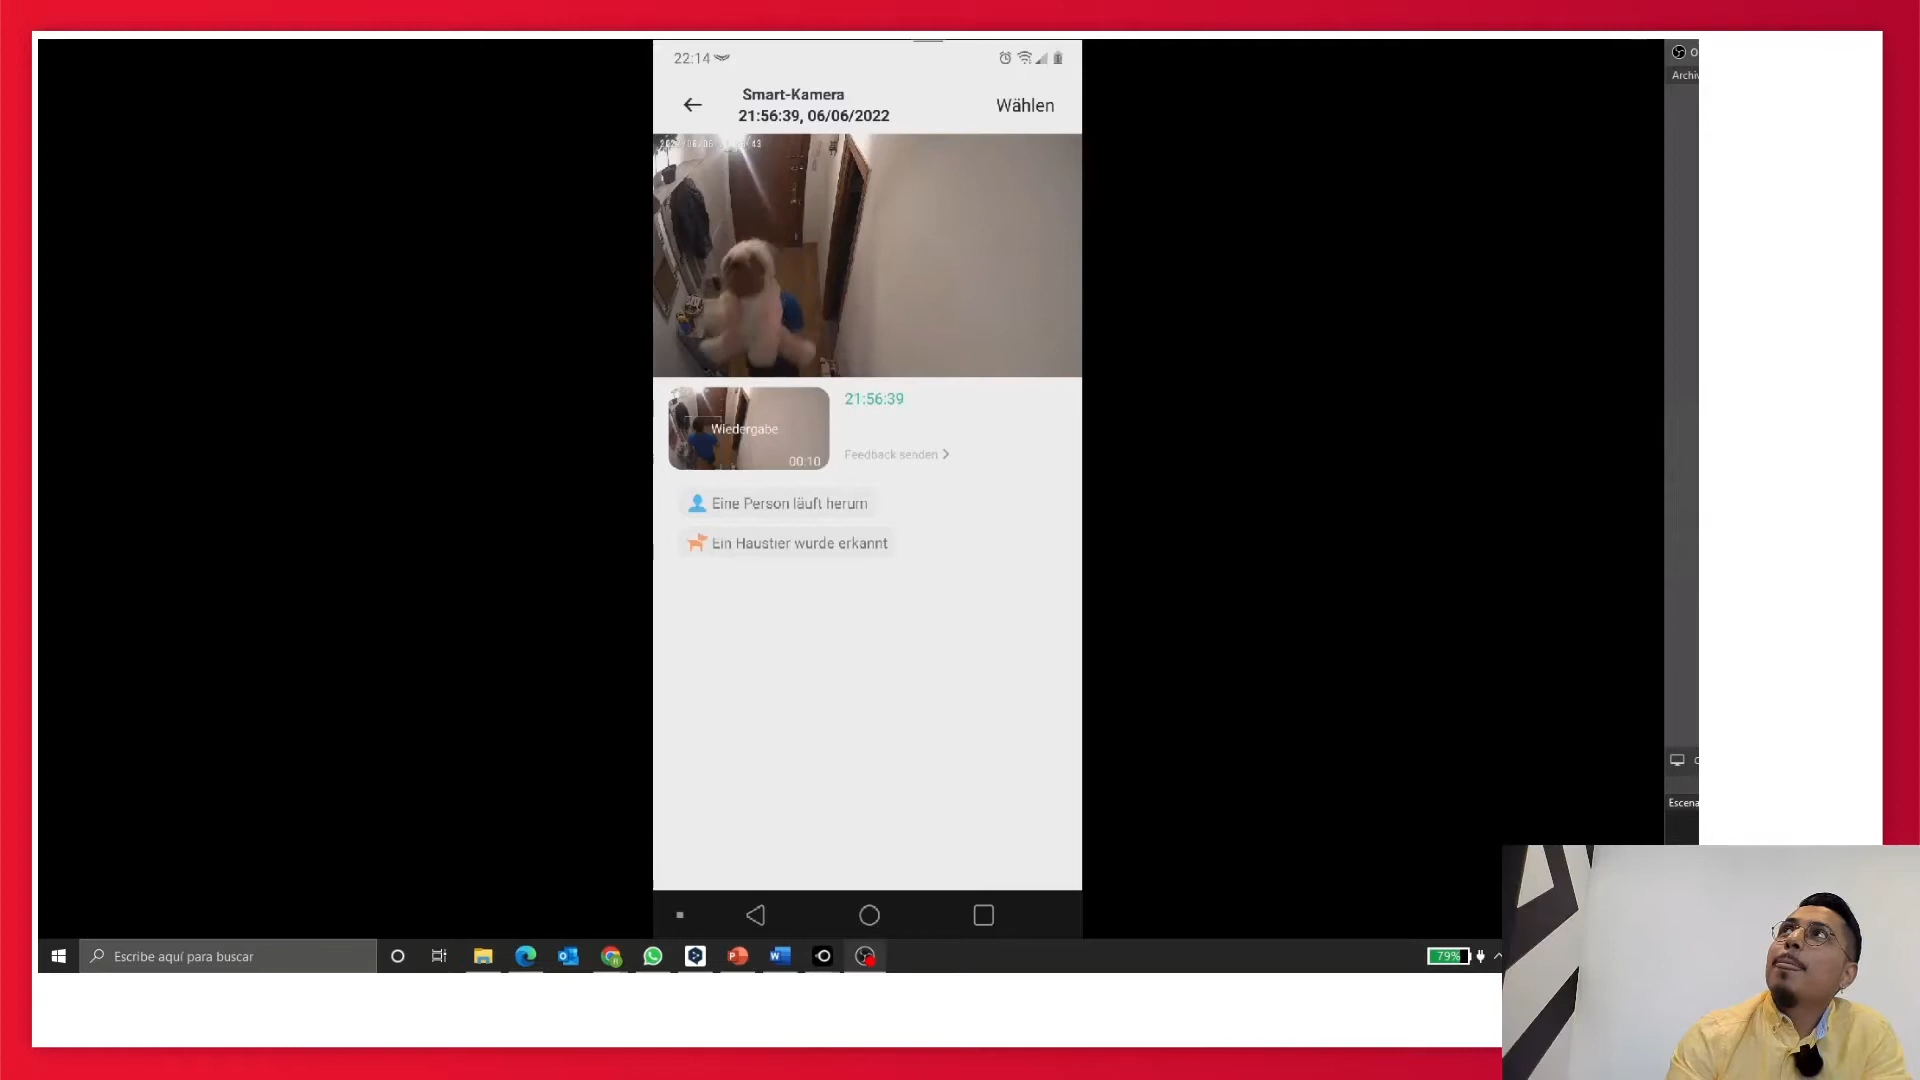 22:14
Smart-Kamera
21:56:39, 06/06/2022
Wählen
21:56:39
Wiedergabe
00:10
Feedback senden
Eine Person läuft herum
Ein Haustier wurde erkannt
Archiv
Escena
Escribe aquí para buscar
79%